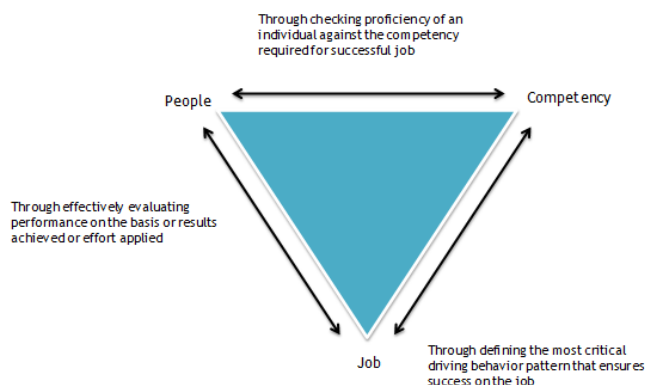 Through checking proficiency of an
individual against the competency
required for successful job
People
Competency
Through effectively evaluating
performance on the basis or results
achieved or effort applied
Job
Through defining the most critical
driving behavior pattern that ensures
success on the job